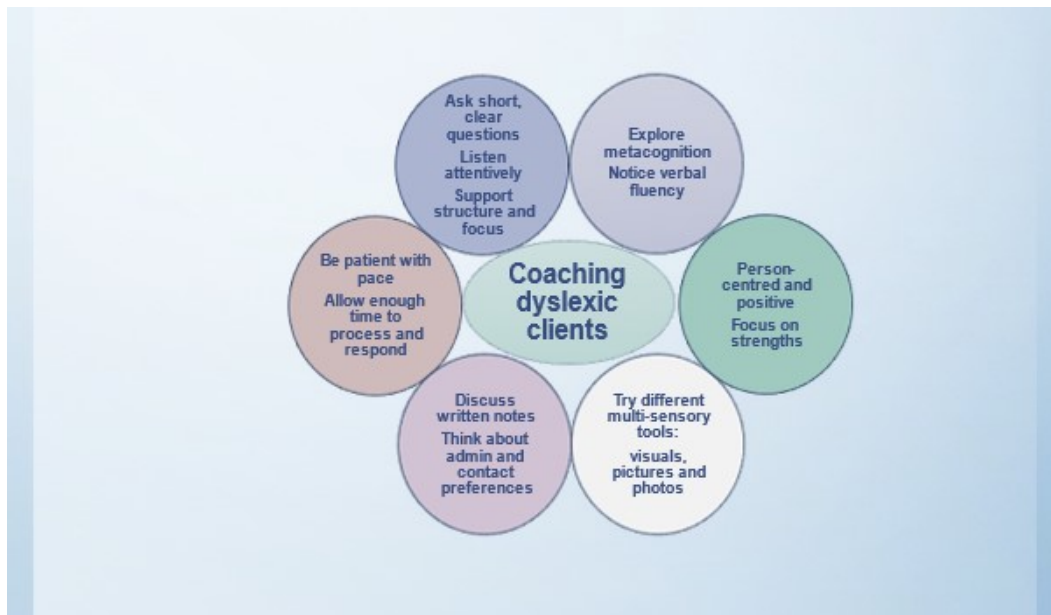 Ask short,
clear
questions
Listen
attentively
Support
structure and
focus
Explore
metacognition
Notice verbal
fluency
Be patient with
pace
Allow enough
time to
process and
respond
Coaching
dyslexic
clients
Person-
centred and
positive
Focus on
strengths
Discuss
written notes
Think about
admin and
contact
preferences
Try different
multi-sensory
tools:
visuals,
pictures and
photos